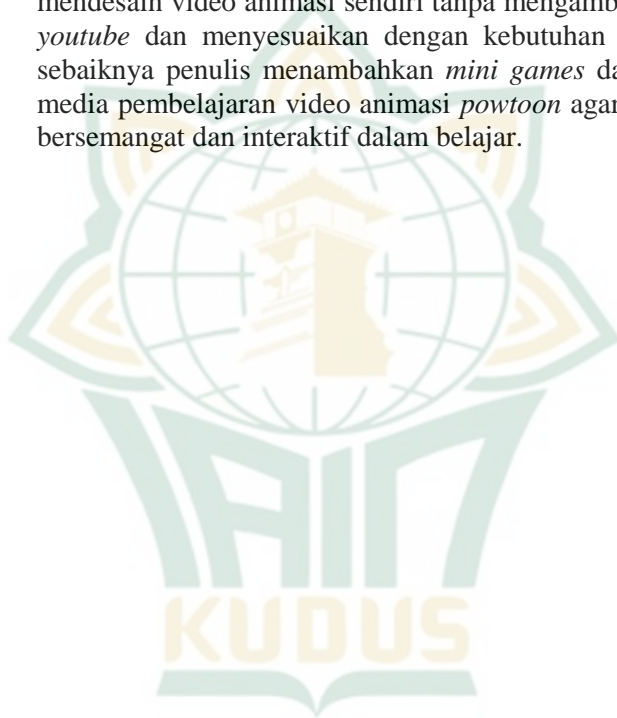 mendesain video animasi sendiri tanpa mengamb
youtube dan menyesuaikan dengan kebutuhan
sebaiknya penulis menambahkan mini games da
media pembelajaran video animasi powtoon agar
bersemangat dan interaktif dalam belajar.
IAIN
KUDUS